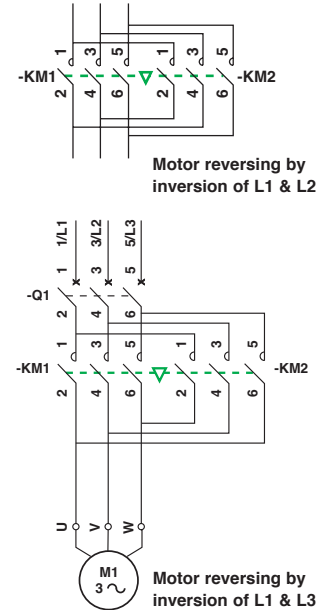 1 3 5 1 3 5
-KM1 -KM2
2 4 6 2 4 6
Motor reversing by
inversion of L1 & L2
1/L1 3/L2 5/L3
1 3 5
-Q1
2 4 6
1 3 5 1 3 5
-KM1 -KM2
2 4 6 2 4 6
U V W
M1
3
Motor reversing by
inversion of L1 & L3